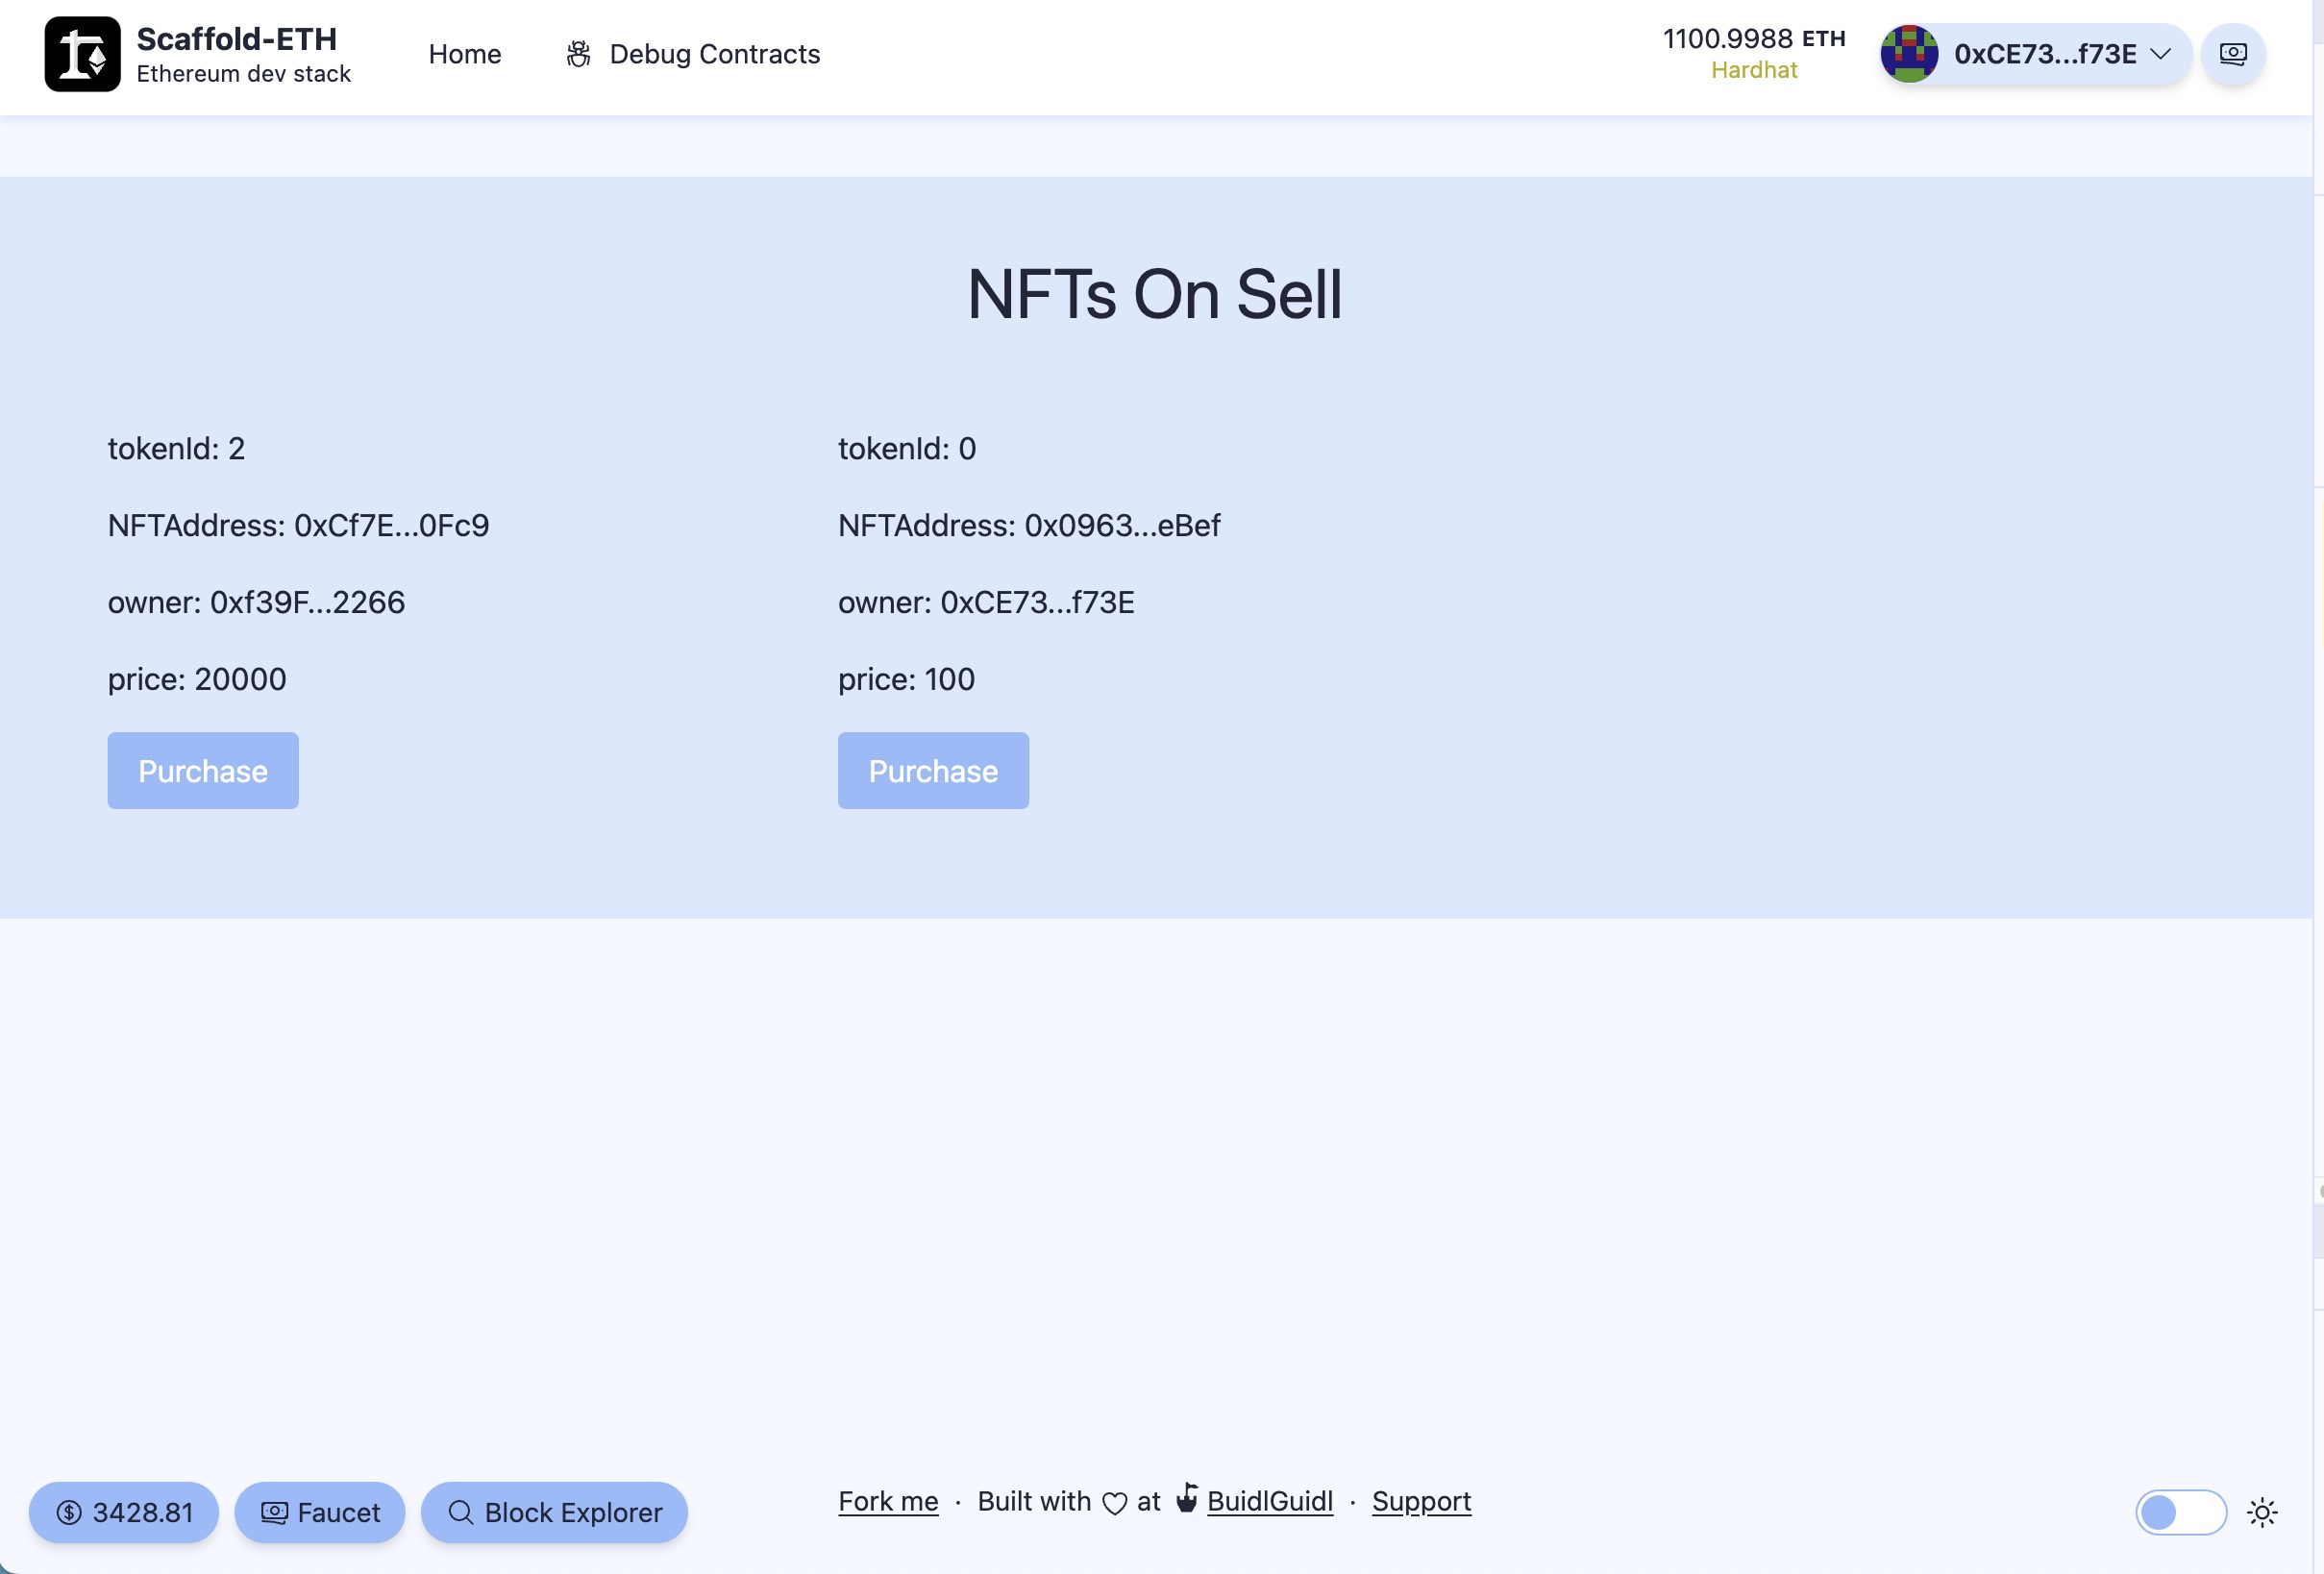 Scaffold-ETH
Ethereum dev stack
Home
Debug Contracts
1100.9988 ETH
Hardhat
0xCE73...f73E
NFTs On Sell
tokenId: 2
NFTAddress: 0xCf7E...0Fc9
owner: 0xf39F...2266
price: 20000
Purchase
tokenId: 0
NFTAddress: 0x0963...eBef
owner: 0xCE73...f73E
price: 100
Purchase
3428.81
Faucet
Block Explorer
Fork me · Built with at BuidlGuidl · Support